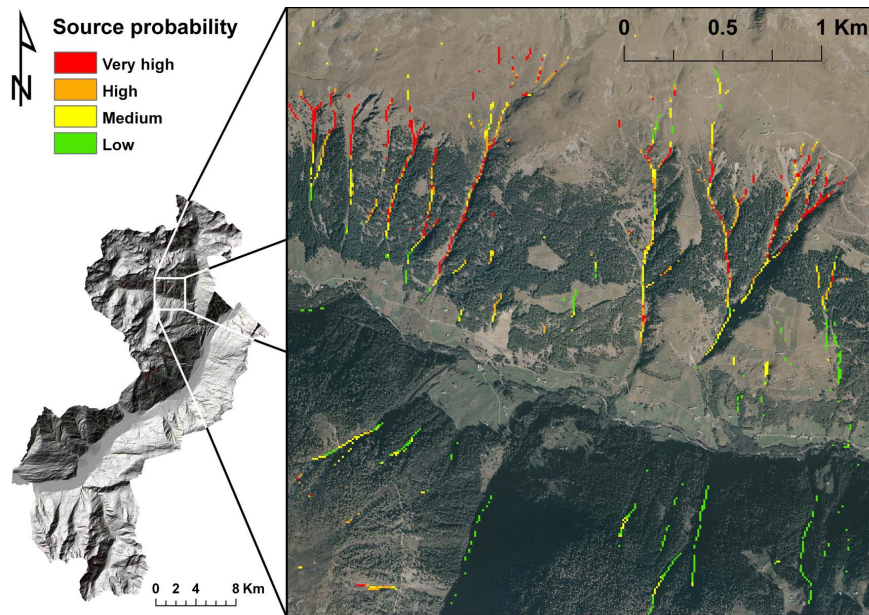 Source probability
Very high
High
Medium
Low
N
0 0.5 1 Km
0 2 4 8 Km